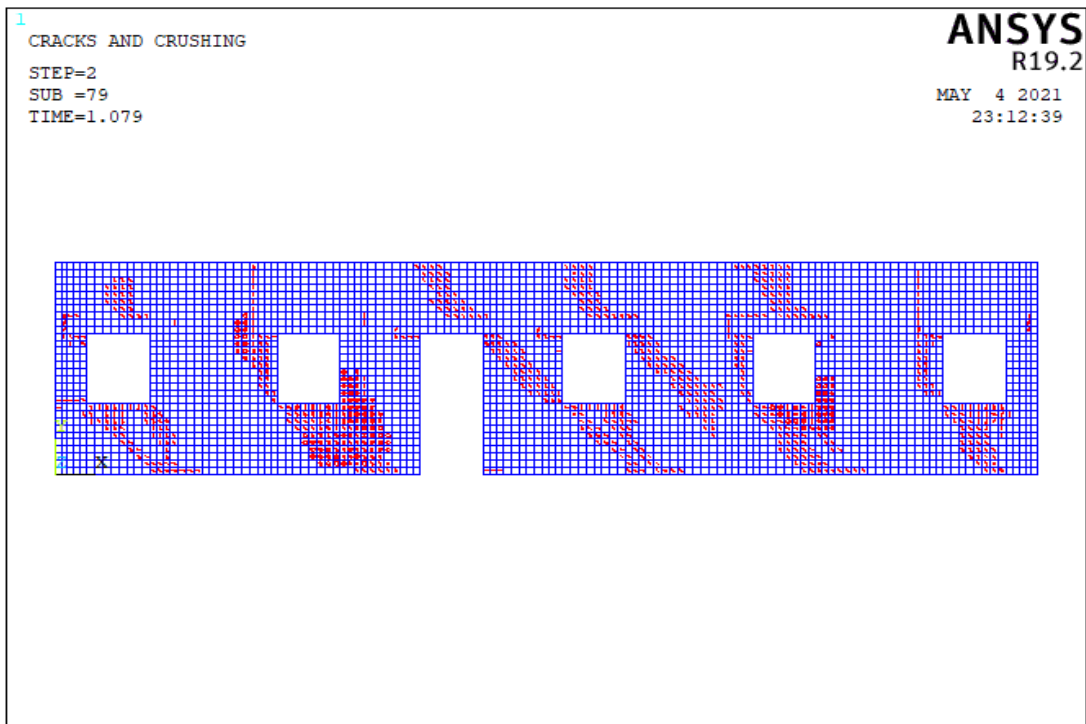 1
CRACKS AND CRUSHING
STEP=2
SUB =79
TIME=1.079
ANSYS
R19.2
MAY 4 2021
23:12:39
Y
Z X